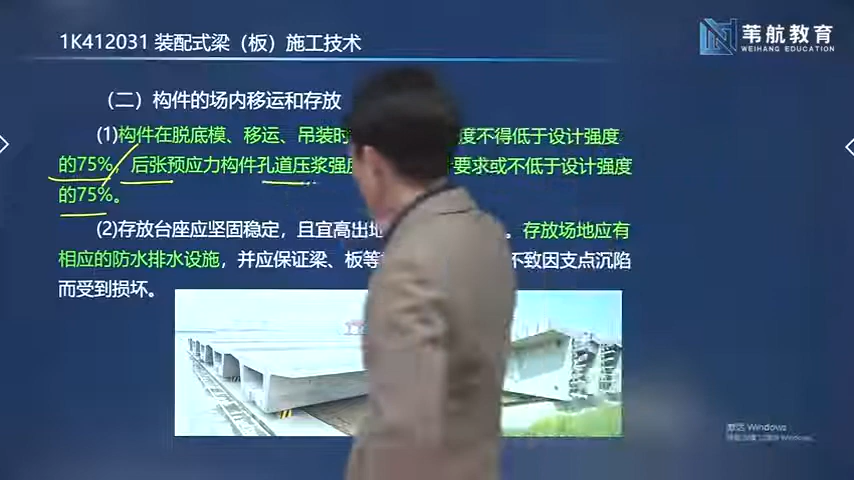 1K412031 装配式梁（板）施工技术
苇航教育
WEIHANG EDUCATION
（二）构件的场内移运和存放
(1)构件在脱底模、移运、吊装时 度不得低于设计强度
的75%，后张预应力构件孔道压浆强 要求或不低于设计强度
的75%。
(2)存放台座应坚固稳定，且宜高出地 。存放场地应有
相应的防水排水设施，并应保证梁、板等 不致因支点沉陷
而受到损坏。
激活 Windows